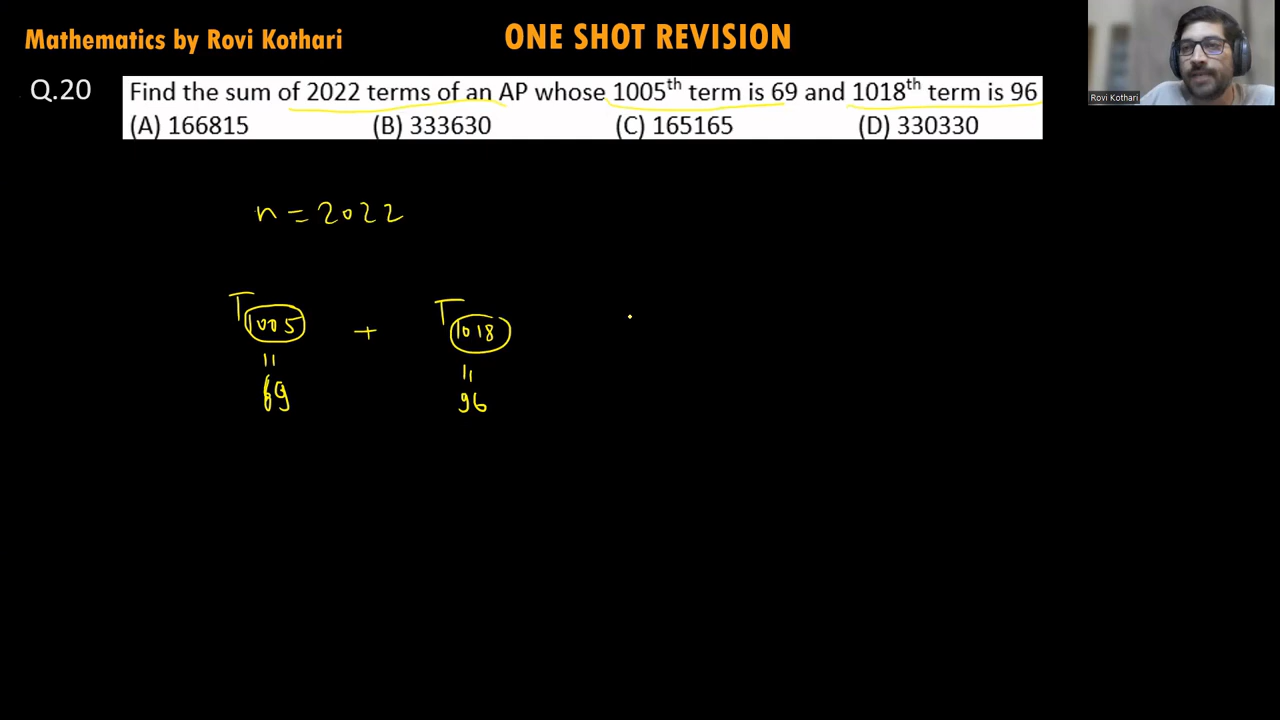 Mathematics by Rovi Kothari
ONE SHOT REVISION
Rovi Kothari
Q.20
Find the sum of 2022 terms of an AP whose 1005th term is 69 and 1018th term is 96
(A) 166815 (B) 333630 (C) 165165 (D) 330330
n = 2022
T1005 + T1018
= =
69 96